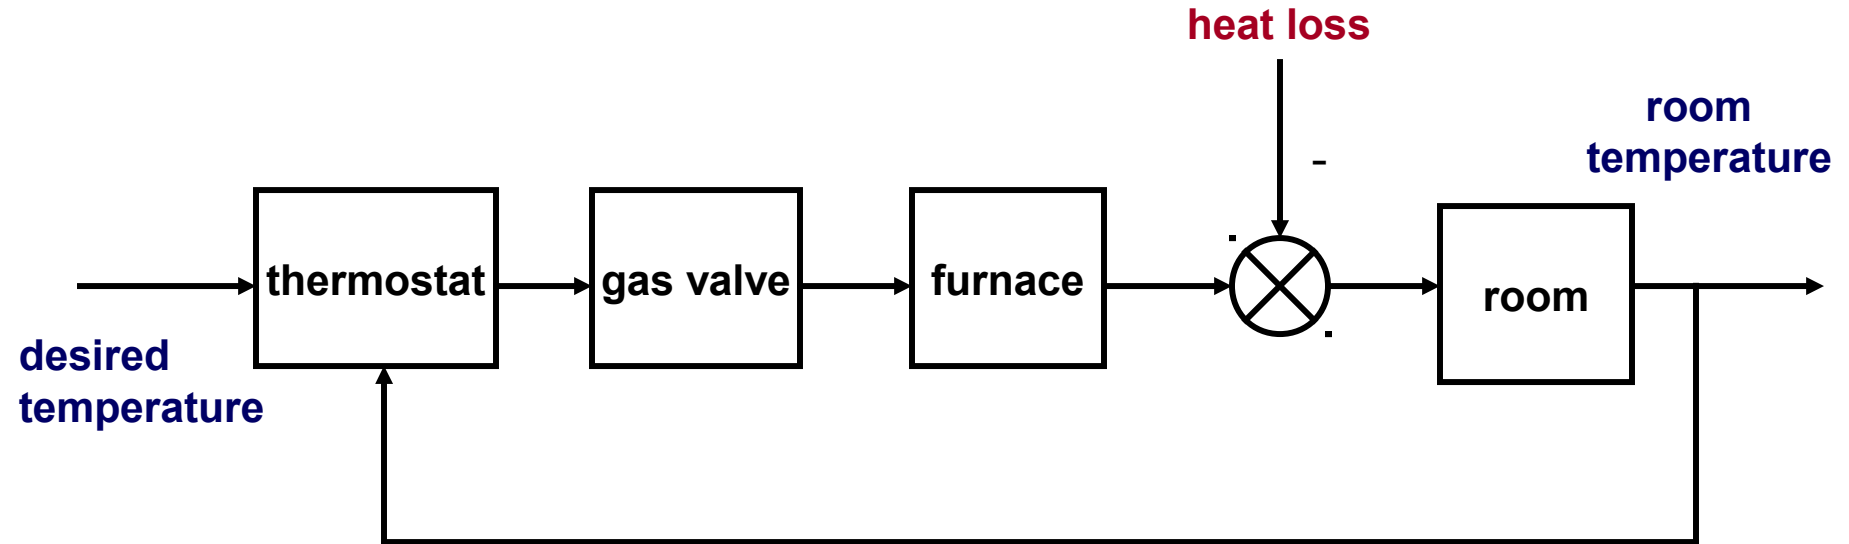 heat loss
room
temperature
-
thermostat
gas valve
furnace
room
desired
temperature